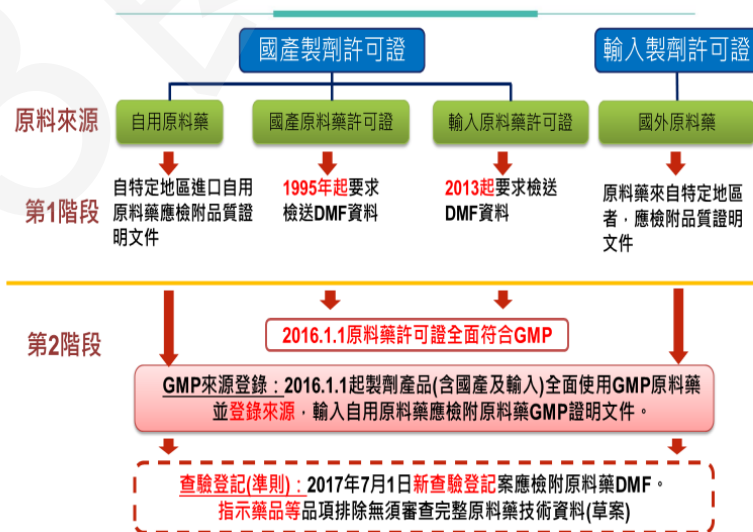 國產製劑許可證
輸入製劑許可證
原料來源
自用原料藥
國產原料藥許可證
輸入原料藥許可證
國外原料藥
第1階段
自特定地區進口自用
原料藥應檢附品質證
明文件
1995年起要求
檢送DMF資料
2013起要求檢送
DMF資料
原料藥來自特定地區
者，應檢附品質證明
文件
第2階段
2016.1.1原料藥許可證全面符合GMP
GMP來源登錄：2016.1.1起製劑產品(含國產及輸入)全面使用GMP原料藥
並登錄來源，輸入自用原料藥應檢附原料藥GMP證明文件。
查驗登記(準則)：2017年7月1日新查驗登記案應檢附原料藥DMF。
指示藥品等品項排除無須審查完整原料藥技術資料(草案)